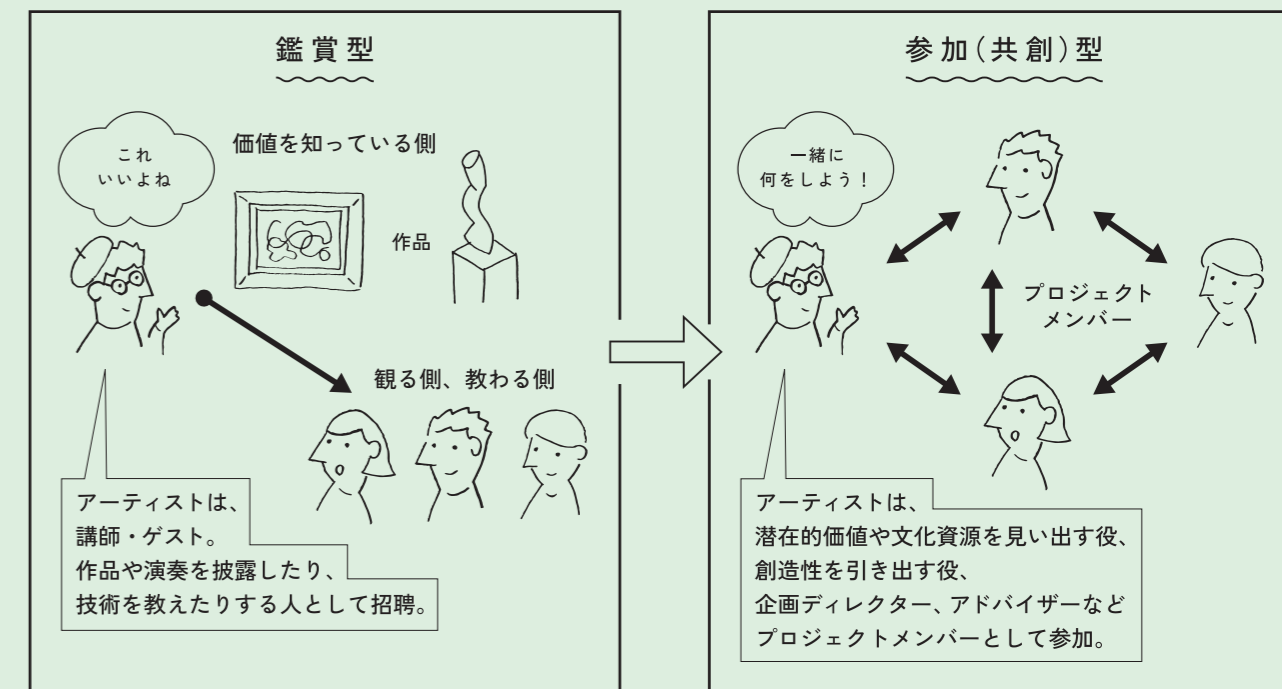 鑑賞型
これ
いいよね
価値を知っている側
作品
観る側、教わる側
アーティストは、
講師・ゲスト。
作品や演奏を披露したり、
技術を教えたりする人として招聘。
参加(共創)型
一緒に
何をしよう!
プロジェクト
メンバー
アーティストは、
潜在的価値や文化資源を見い出す役、
創造性を引き出す役、
企画ディレクター、アドバイザーなど
プロジェクトメンバーとして参加。